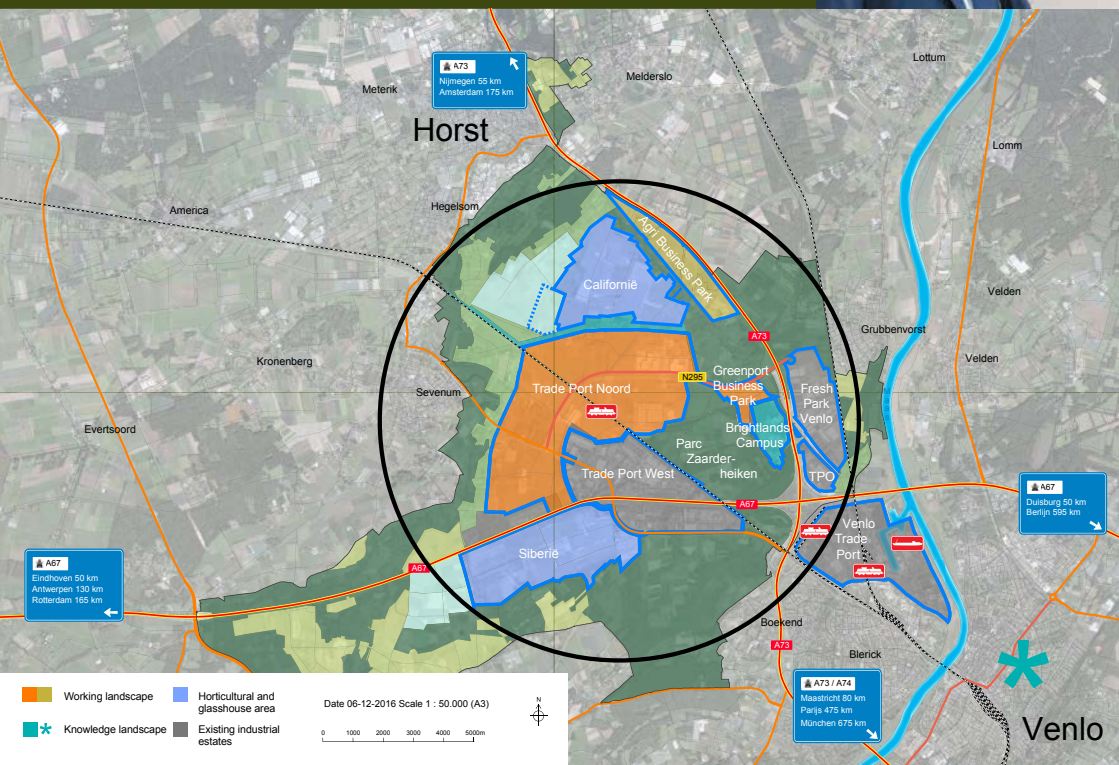 A73
Nijmegen 55 km
Amsterdam 175 km
Lottum
Melderslo
Meterik
Horst
Lomm
America
Hegelsom
Agri Business Park
Californië
Velden
Grubbenvorst
A73
Kronenberg
Velden
Sevenum
Trade Port Noord
N295
Greenport
Business
Park
Fresh
Park
Venlo
Evertsoord
Brightlands
Campus
Parc
Zaarder-
heiken
Trade Port West
TPO
A67
A67
Duisburg 50 km
Berlijn 595 km
Venlo
Trade
Port
Siberië
A67
A67
Eindhoven 50 km
Antwerpen 130 km
Rotterdam 165 km
Boekend
A73
Blerick
A73 / A74
Maastricht 80 km
Parijs 475 km
München 675 km
Venlo
Working landscape
Horticultural and
glasshouse area
Knowledge landscape
Existing industrial
estates
Date 06-12-2016 Scale 1 : 50.000 (A3)
N
0 1000 2000 3000 4000 5000m